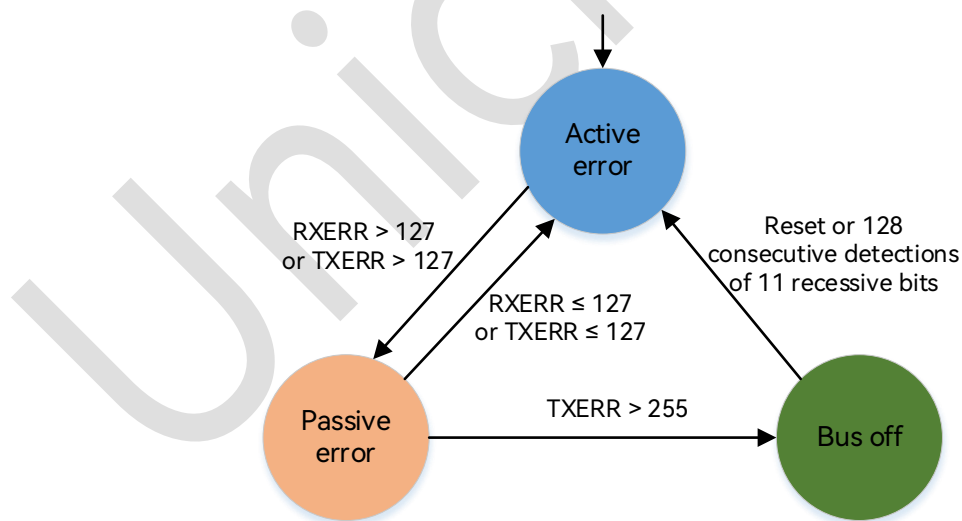 Active
error
RXERR > 127
or TXERR > 127
Reset or 128
consecutive detections
of 11 recessive bits
RXERR ≤ 127
or TXERR ≤ 127
TXERR > 255
Passive
error
Bus off